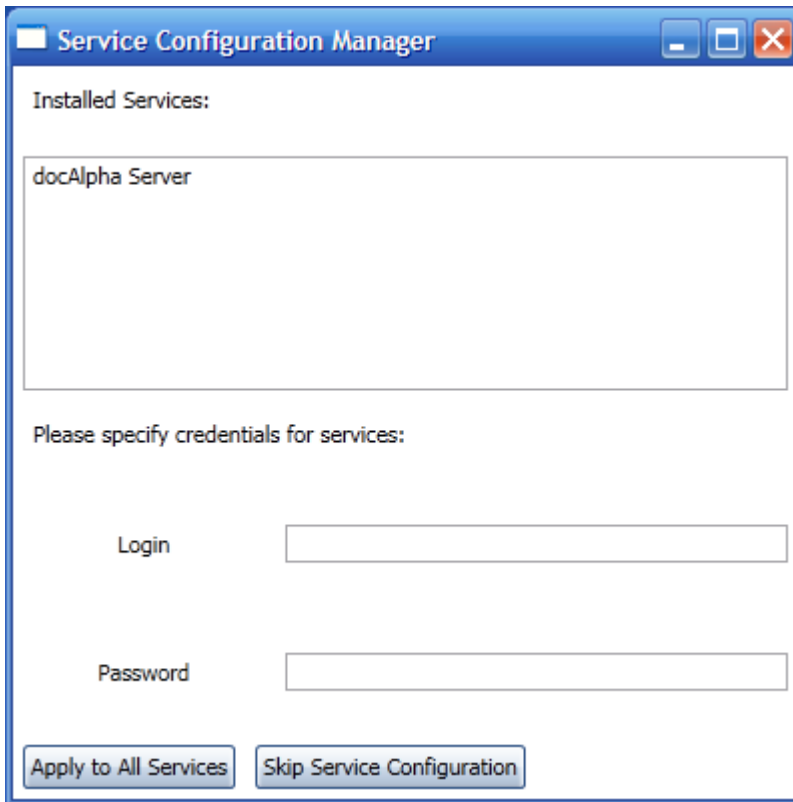 Service Configuration Manager
Installed Services:
docAlpha Server
Please specify credentials for services:
Login
Password
Apply to All Services Skip Service Configuration